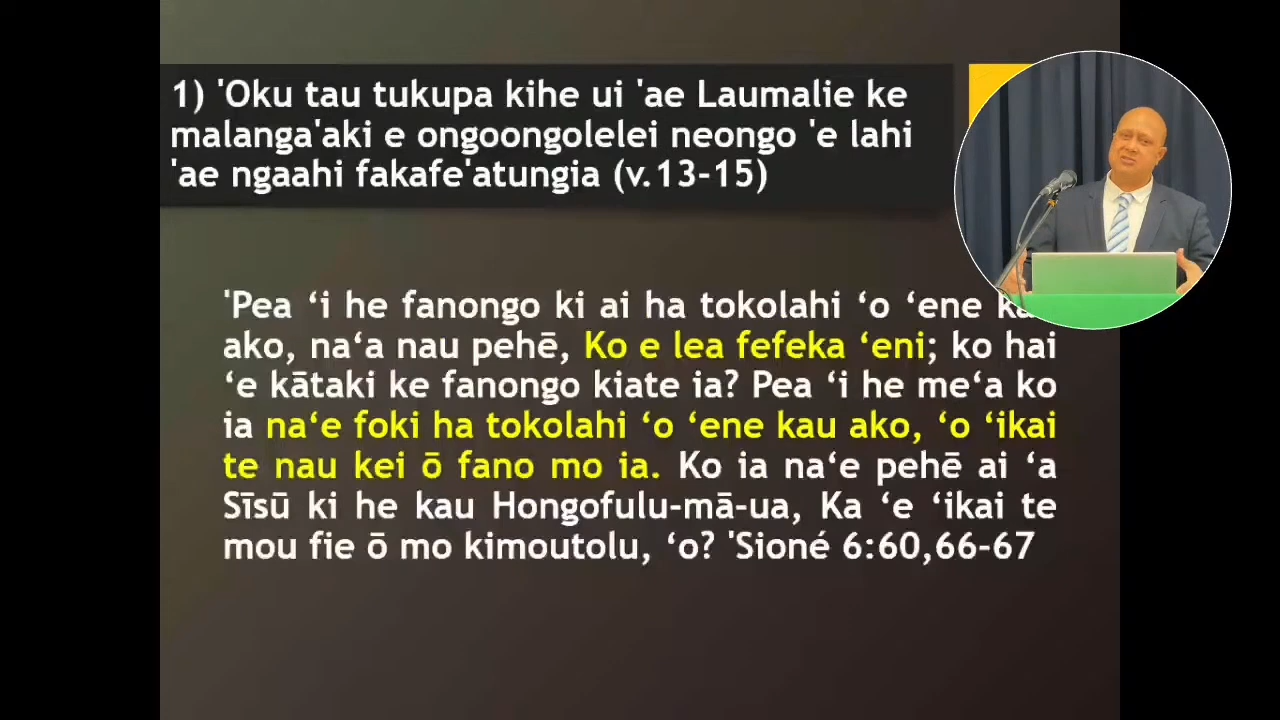 1) 'Oku tau tukupa kihe ui 'ae Laumalie ke
malanga'aki e ongoongolelei neongo 'e lahi
'ae ngaahi fakafe'atungia (v.13-15)
'Pea ‘i he fanongo ki ai ha tokolahi ‘o ‘ene
ako, na‘a nau pehē, Ko e lea fefeka ‘eni; ko hai
‘e kātaki ke fanongo kiate ia? Pea ‘i he me‘a ko
ia na‘e foki ha tokolahi ‘o ‘ene kau ako, ‘o ‘ikai
te nau kei ō fano mo ia. Ko ia na‘e pehē ai ‘a
Sīsū ki he kau Hongofulu-mā-ua, Ka ‘e ‘ikai te
mou fie ō mo kimoutolu, ‘o? 'Sioné 6:60,66-67